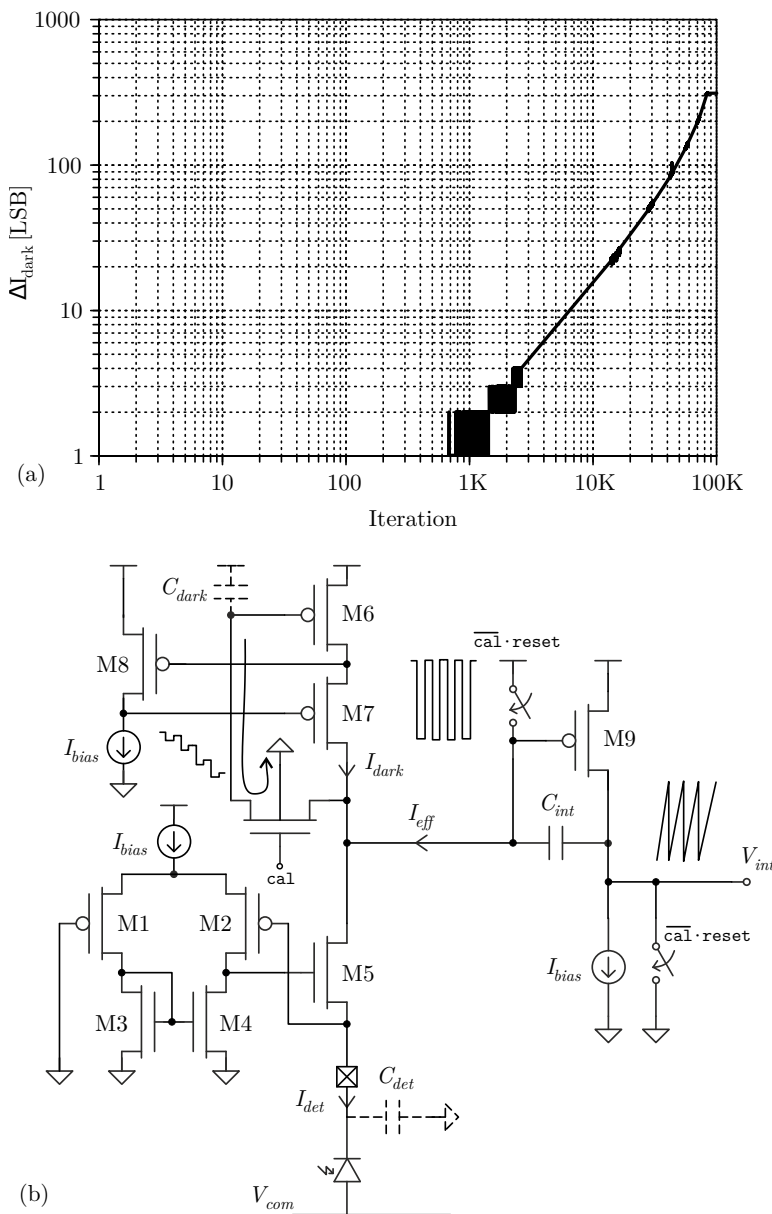 1000
100
10
1
ΔI_dark [LSB]
1 10 100 1K 10K 100K
Iteration
(a)
C_dark
M6
M8
M7
I_bias
I_dark
cal
I_bias
M1 M2
M3 M4
M5
I_eff
cal̅·reset
M9
C_int
V_int
cal̅·reset
I_bias
I_det
C_det
V_com
(b)